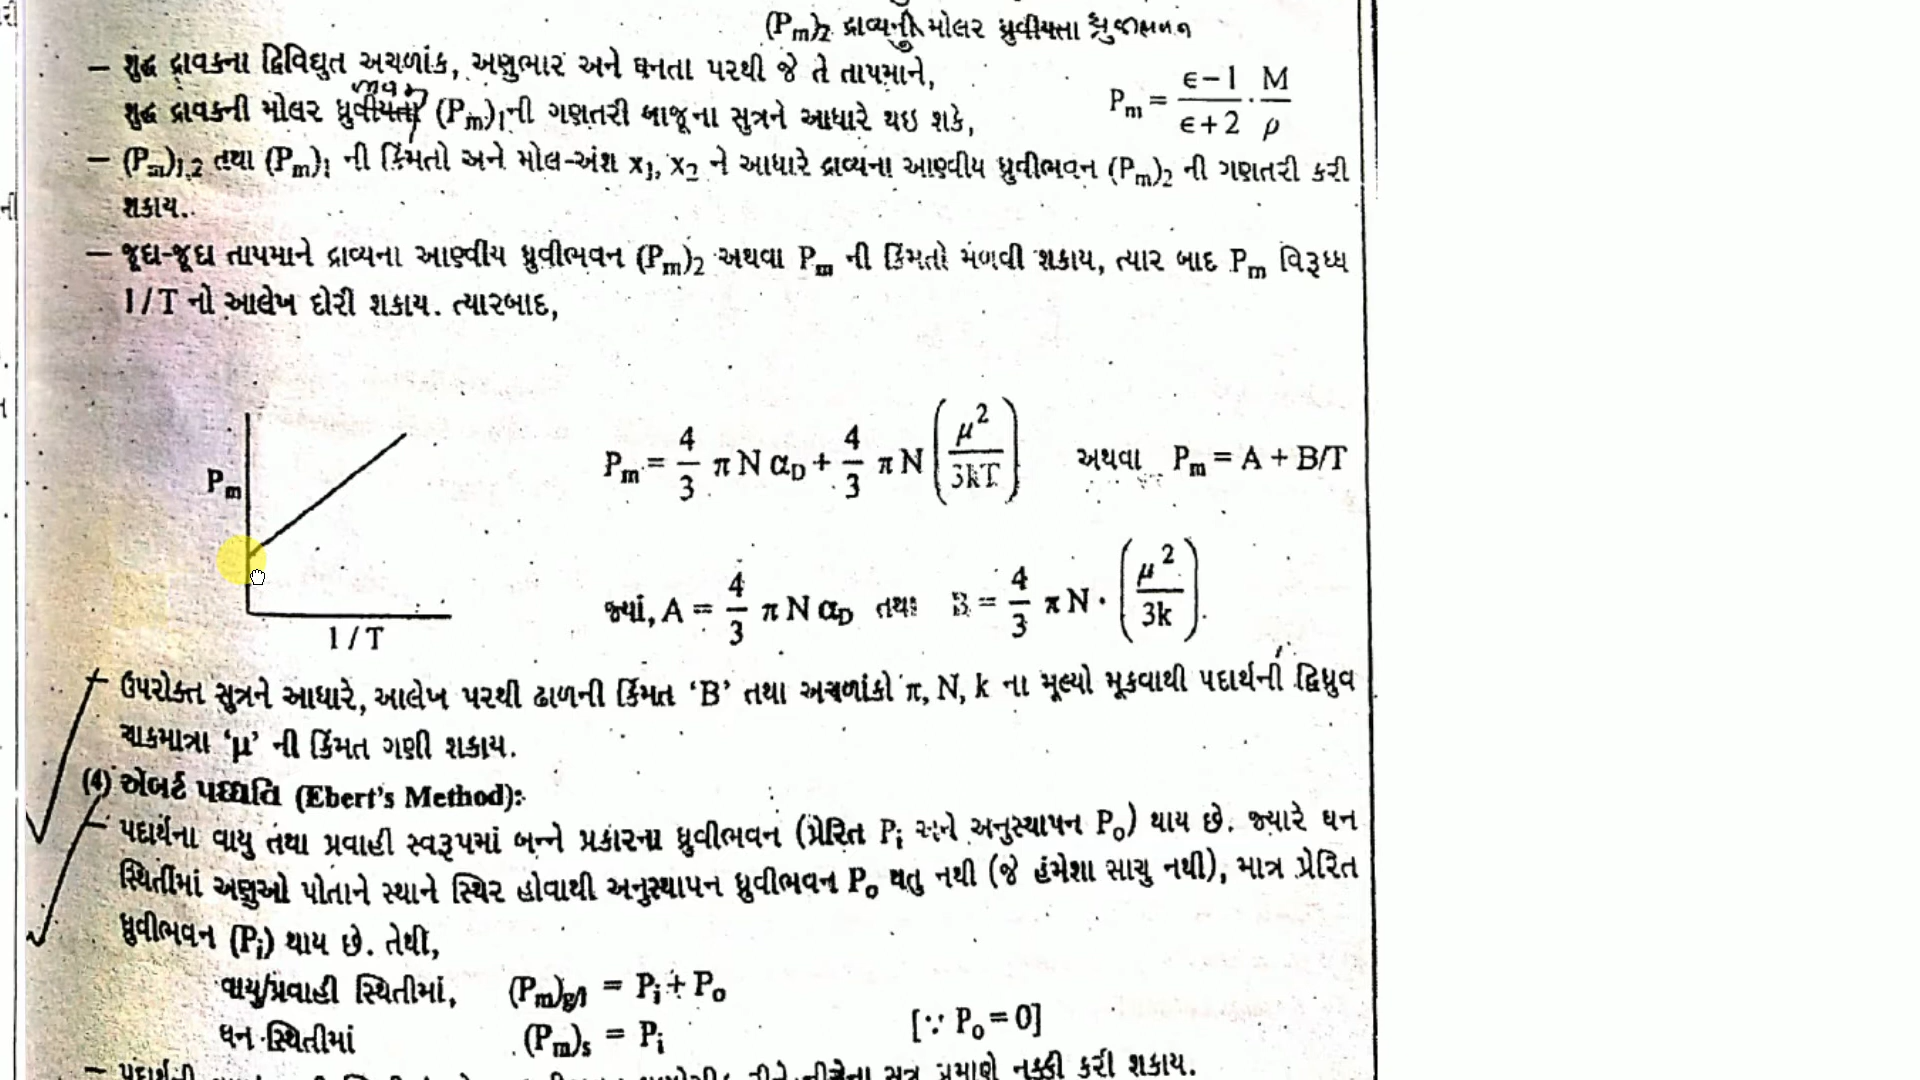 (Pm)2 દ્રાવ્યની મોલર ધ્રુવીયતા
– શુદ્ધ દ્રાવકના દ્વિવિદ્યુત અચળાંક, અણુભાર અને ઘનતા પરથી જે તે તાપમાને,
શુદ્ધ દ્રાવકની મોલર ધ્રુવીયતા (Pm)1ની ગણતરી બાજૂના સુત્રને આધારે થઇ શકે,
Pm = ϵ–1/ϵ+2 · M/ρ
– (Pm)1,2 તથા (Pm)1 ની કિંમતો અને મોલ-અંશ x1, x2 ને આધારે દ્રાવ્યના આણ્વીય ધ્રુવીભવન (Pm)2 ની ગણતરી કરી
શકાય.
– જૂદા-જૂદા તાપમાને દ્રાવ્યના આણ્વીય ધ્રુવીભવન (Pm)2 અથવા Pm ની કિંમતો મેળવી શકાય, ત્યાર બાદ Pm વિરૂધ્ધ
1/T નો આલેખ દોરી શકાય. ત્યારબાદ,
Pm
1/T
Pm = 4/3 π N αD + 4/3 π N (μ²/3kT) અથવા Pm = A + B/T
જ્યાં, A = 4/3 π N αD તથા B = 4/3 π N · (μ²/3k).
– ઉપરોક્ત સુત્રને આધારે, આલેખ પરથી ઢાળની કિંમત ‘B’ તથા અચળાંકો π, N, k ના મૂલ્યો મૂકવાથી પદાર્થની દ્વિધ્રુવ
ચાકમાત્રા ‘μ’ ની કિંમત ગણી શકાય.
(4) એબર્ટ પધ્ધતિ (Ebert's Method):
– પદાર્થના વાયુ તથા પ્રવાહી સ્વરૂપમાં બન્ને પ્રકારના ધ્રુવીભવન (પ્રેરિત Pi અને અનુસ્થાપન Po) થાય છે. જ્યારે ઘન
સ્થિતીમાં અણુઓ પોતાને સ્થાને સ્થિર હોવાથી અનુસ્થાપન ધ્રુવીભવન Po થતુ નથી (જે હંમેશા સાચુ નથી), માત્ર પ્રેરિત
ધ્રુવીભવન (Pi) થાય છે. તેથી,
વાયુ/પ્રવાહી સ્થિતીમાં, (Pm)g/l = Pi + Po
ઘન સ્થિતીમાં (Pm)s = Pi [∵ Po = 0]
નક્કી કરી શકાય.